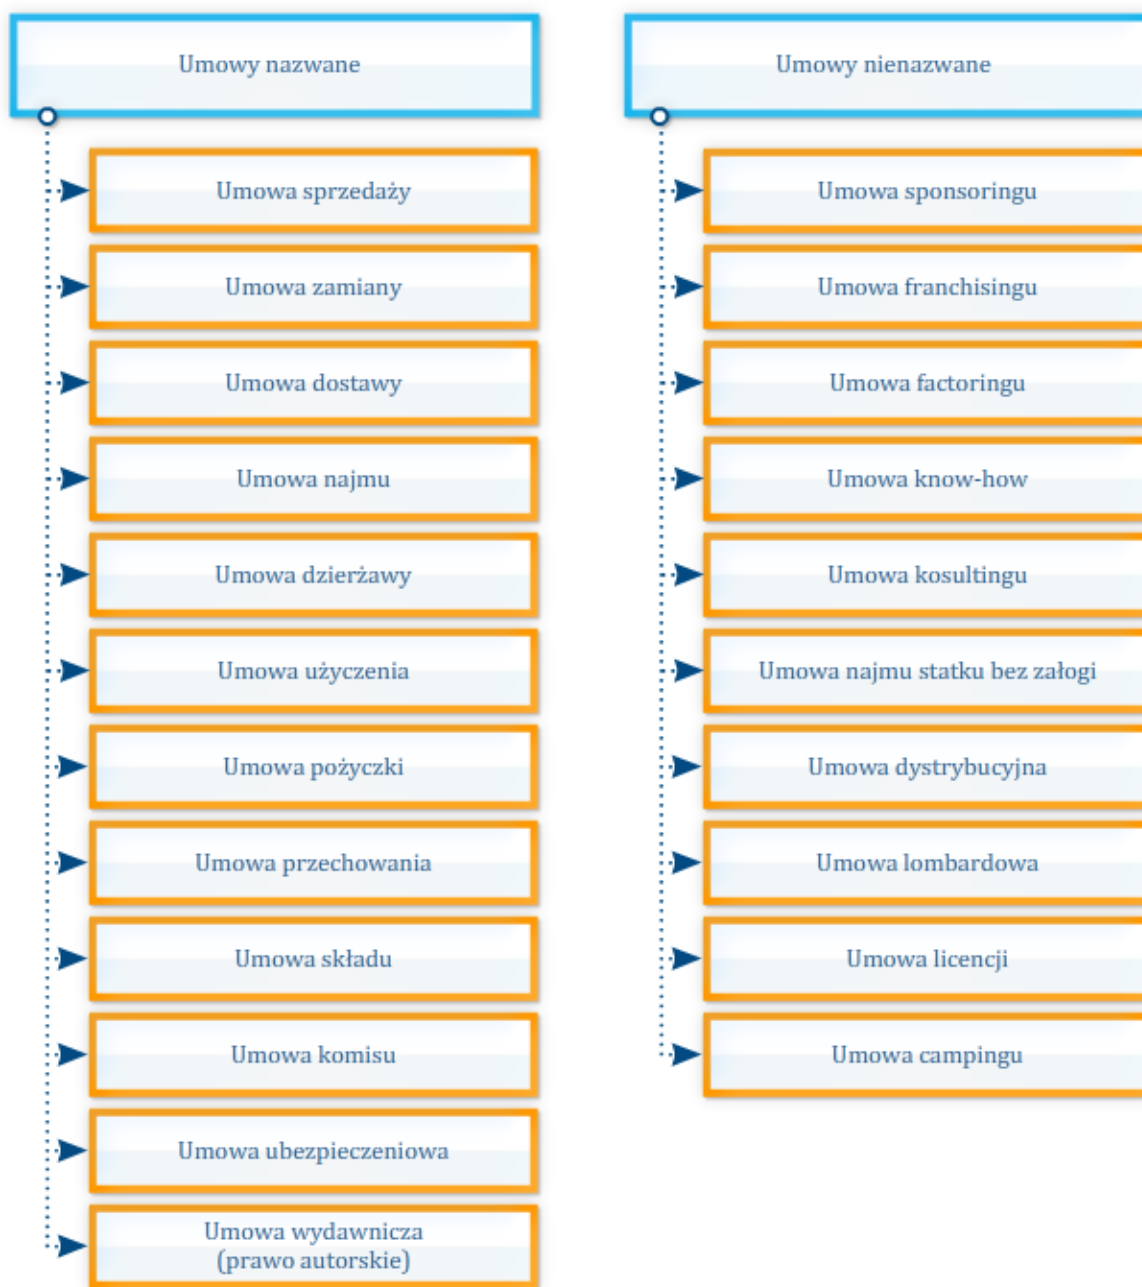 Umowy nazwane
Umowa sprzedaży
Umowa zamiany
Umowa dostawy
Umowa najmu
Umowa dzierżawy
Umowa użyczenia
Umowa pożyczki
Umowa przechowania
Umowa składu
Umowa komisu
Umowa ubezpieczeniowa
Umowa wydawnicza
(prawo autorskie)
Umowy nienazwane
Umowa sponsoringu
Umowa franchisingu
Umowa factoringu
Umowa know-how
Umowa kosultingu
Umowa najmu statku bez załogi
Umowa dystrybucyjna
Umowa lombardowa
Umowa licencji
Umowa campingu